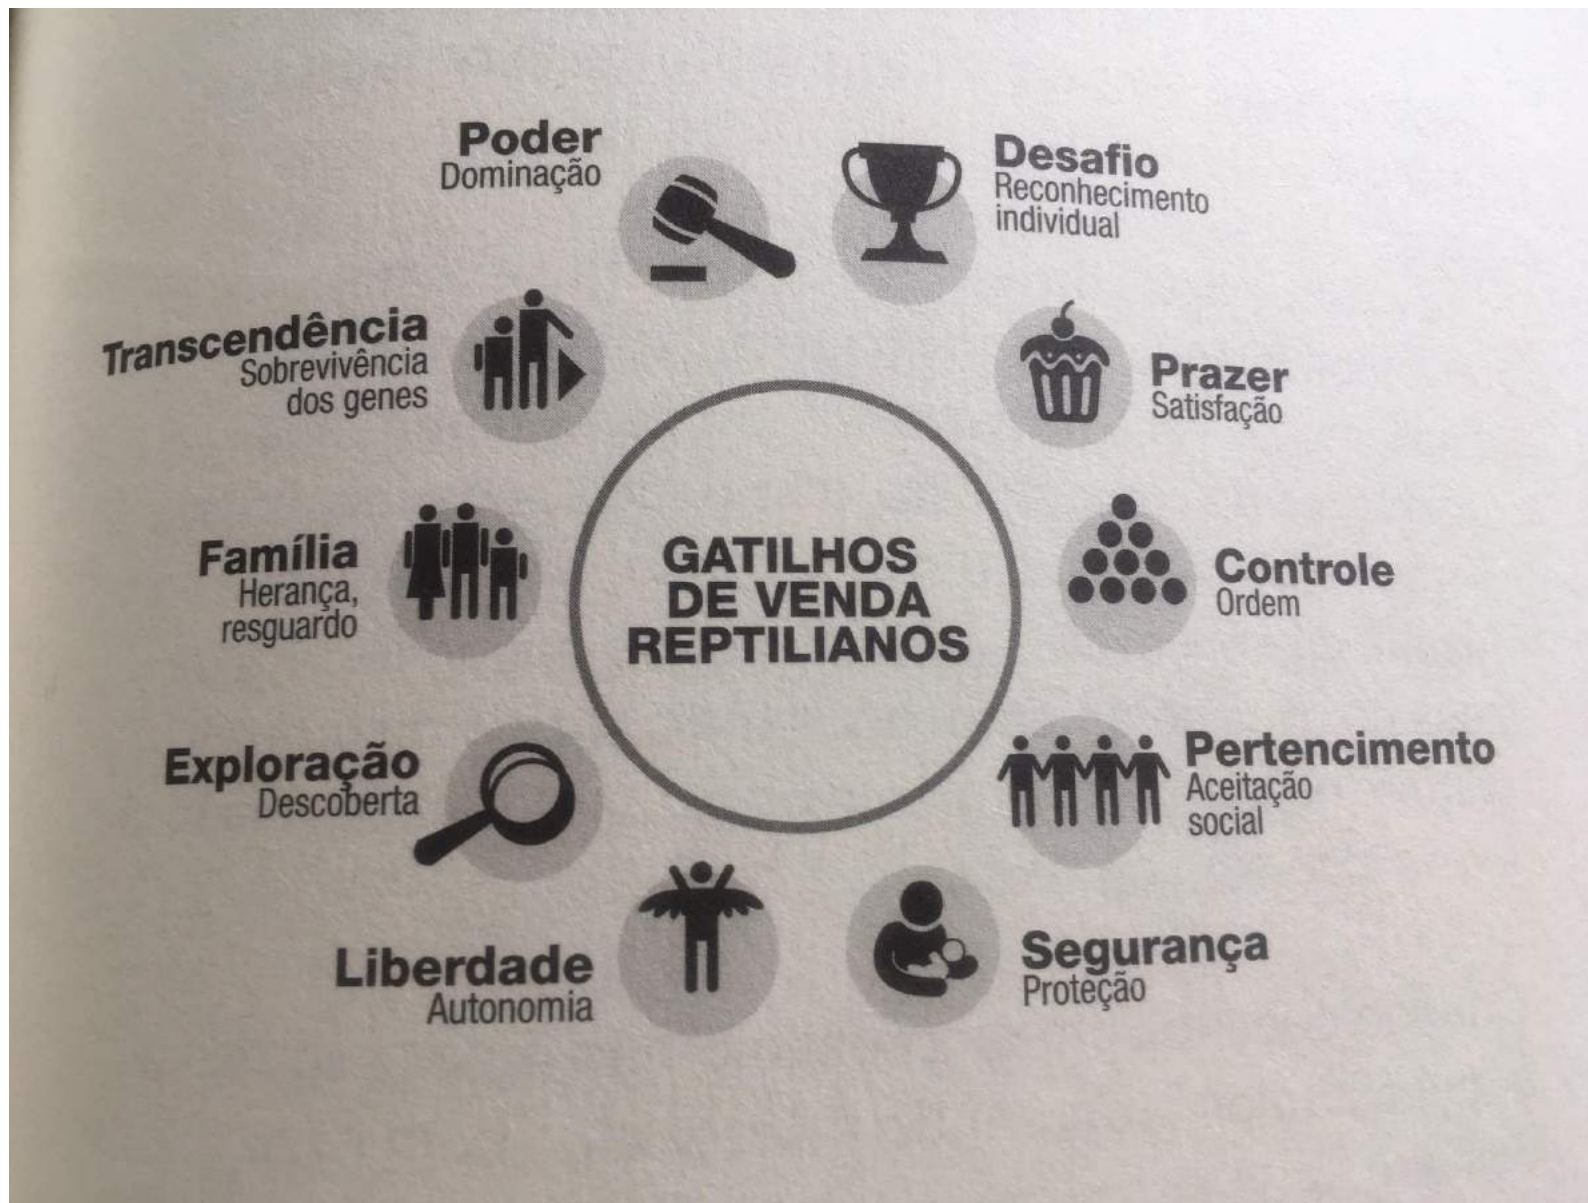 Poder
Dominação
Desafio
Reconhecimento
individual
Transcendência
Sobrevivência
dos genes
Prazer
Satisfação
Família
Herança,
resguardo
GATILHOS
DE VENDA
REPTILIANOS
Controle
Ordem
Exploração
Descoberta
Pertencimento
Aceitação
social
Liberdade
Autonomia
Segurança
Proteção